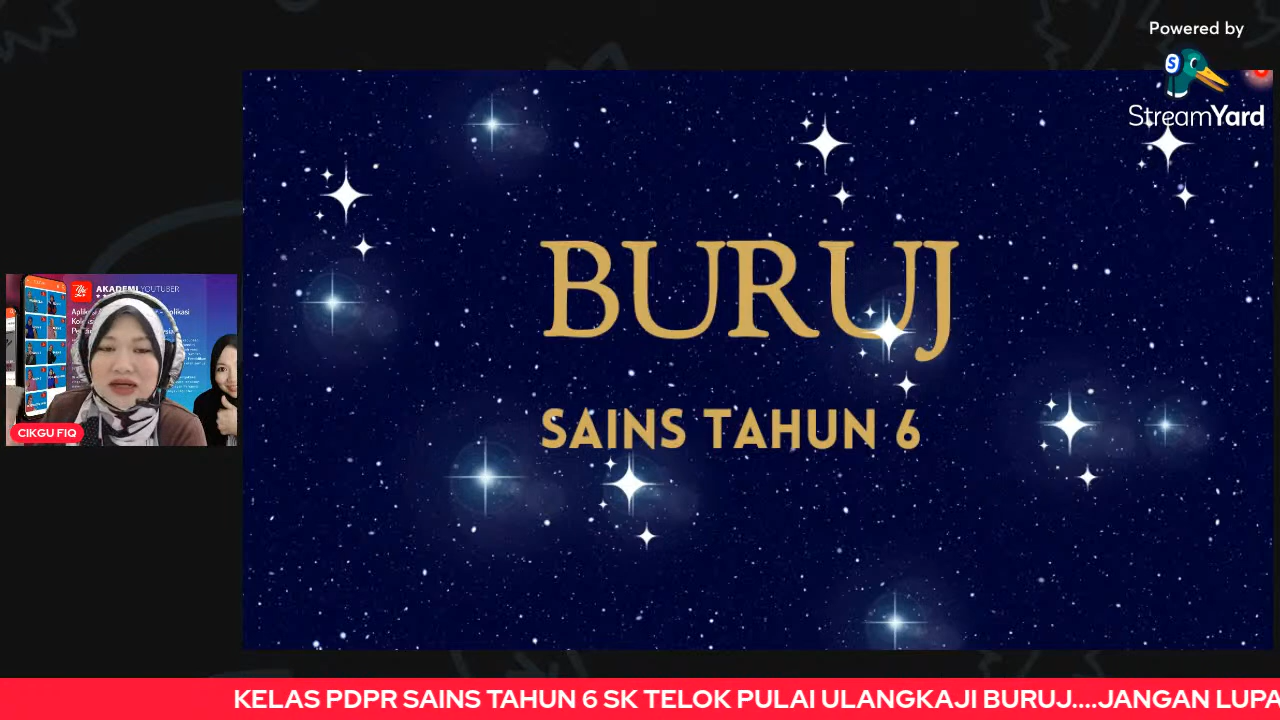 Powered by
StreamYard
BURUJ
SAINS TAHUN 6
AKADEMI YOUTUBER
CIKGU FIQ
KELAS PDPR SAINS TAHUN 6 SK TELOK PULAI ULANGKAJI BURUJ....JANGAN LUPA